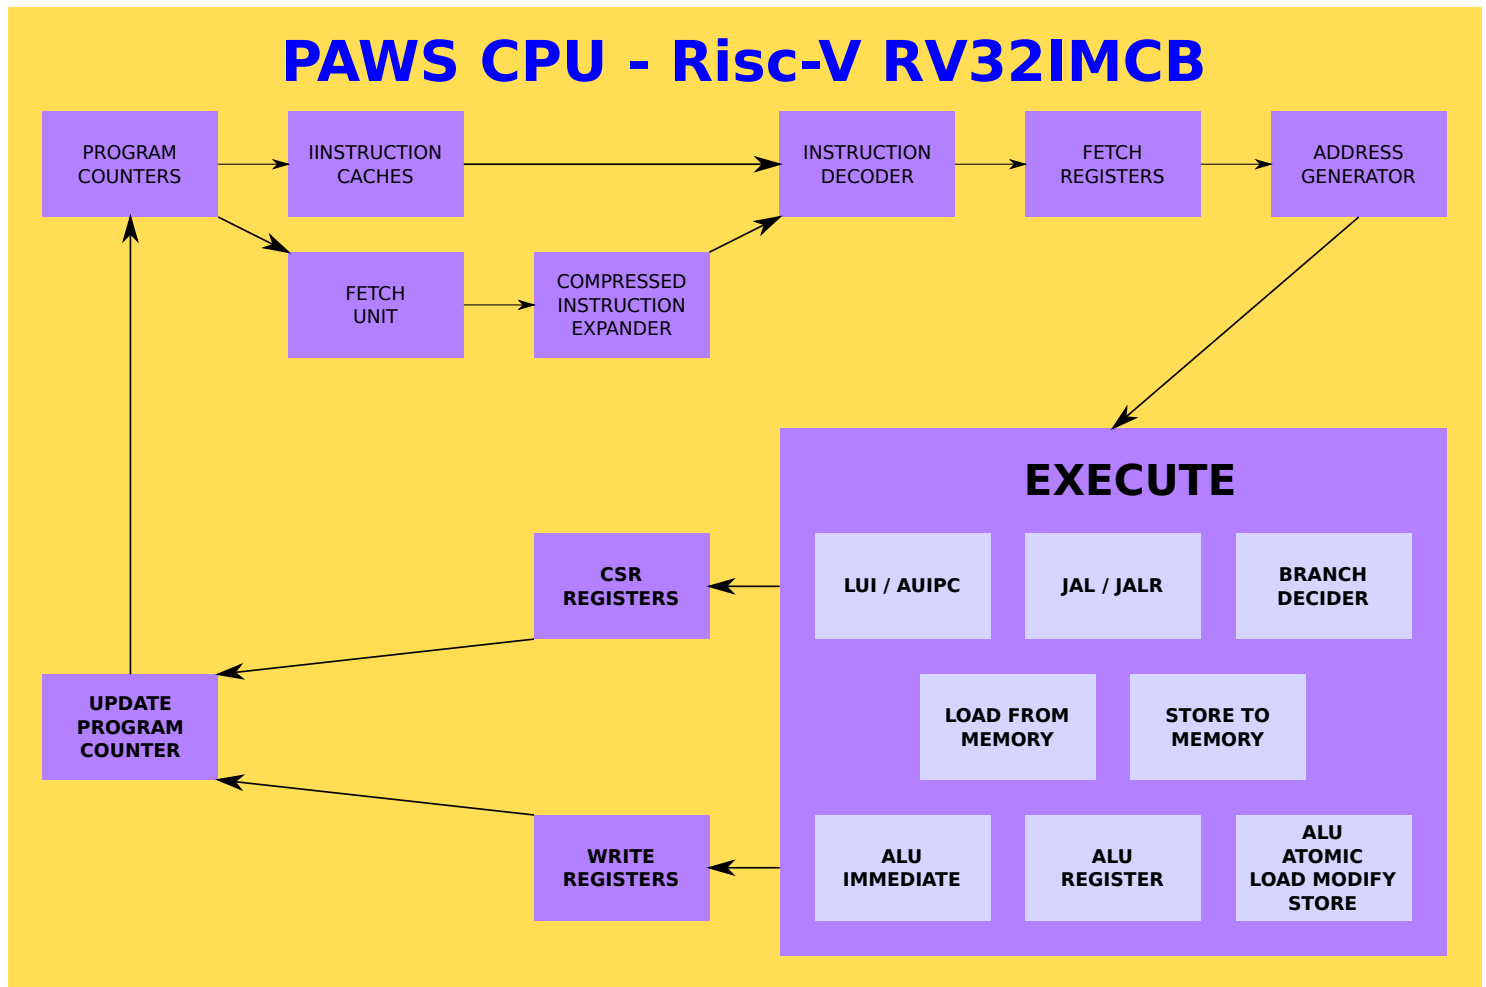 PAWS CPU - Risc-V RV32IMCB
PROGRAM
COUNTERS
IINSTRUCTION
CACHES
INSTRUCTION
DECODER
FETCH
REGISTERS
ADDRESS
GENERATOR
FETCH
UNIT
COMPRESSED
INSTRUCTION
EXPANDER
EXECUTE
CSR
REGISTERS
LUI / AUIPC
JAL / JALR
BRANCH
DECIDER
UPDATE
PROGRAM
COUNTER
LOAD FROM
MEMORY
STORE TO
MEMORY
WRITE
REGISTERS
ALU
IMMEDIATE
ALU
REGISTER
ALU
ATOMIC
LOAD MODIFY
STORE